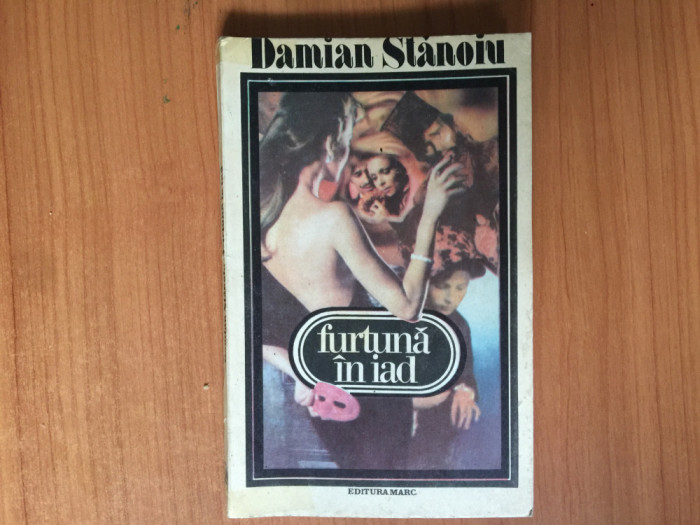 Damian Stănoiu
furtună
în iad
EDITURA MARC.